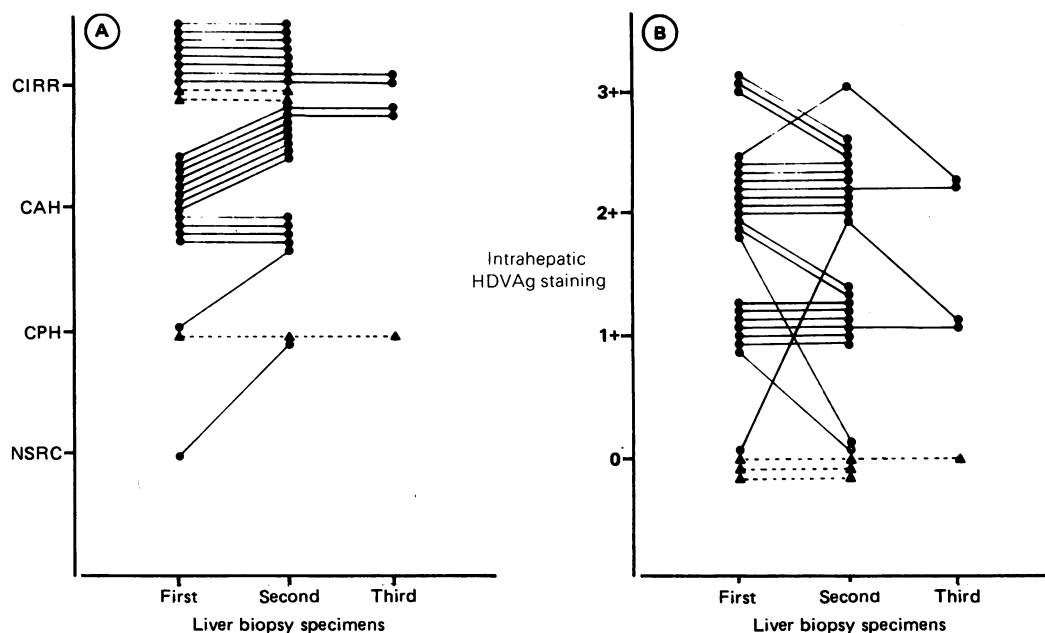 A
CIRR
CAH
CPH
NSRC
First Second Third
Liver biopsy specimens
Intrahepatic
HDVAg staining
B
3+
2+
1+
0
First Second Third
Liver biopsy specimens